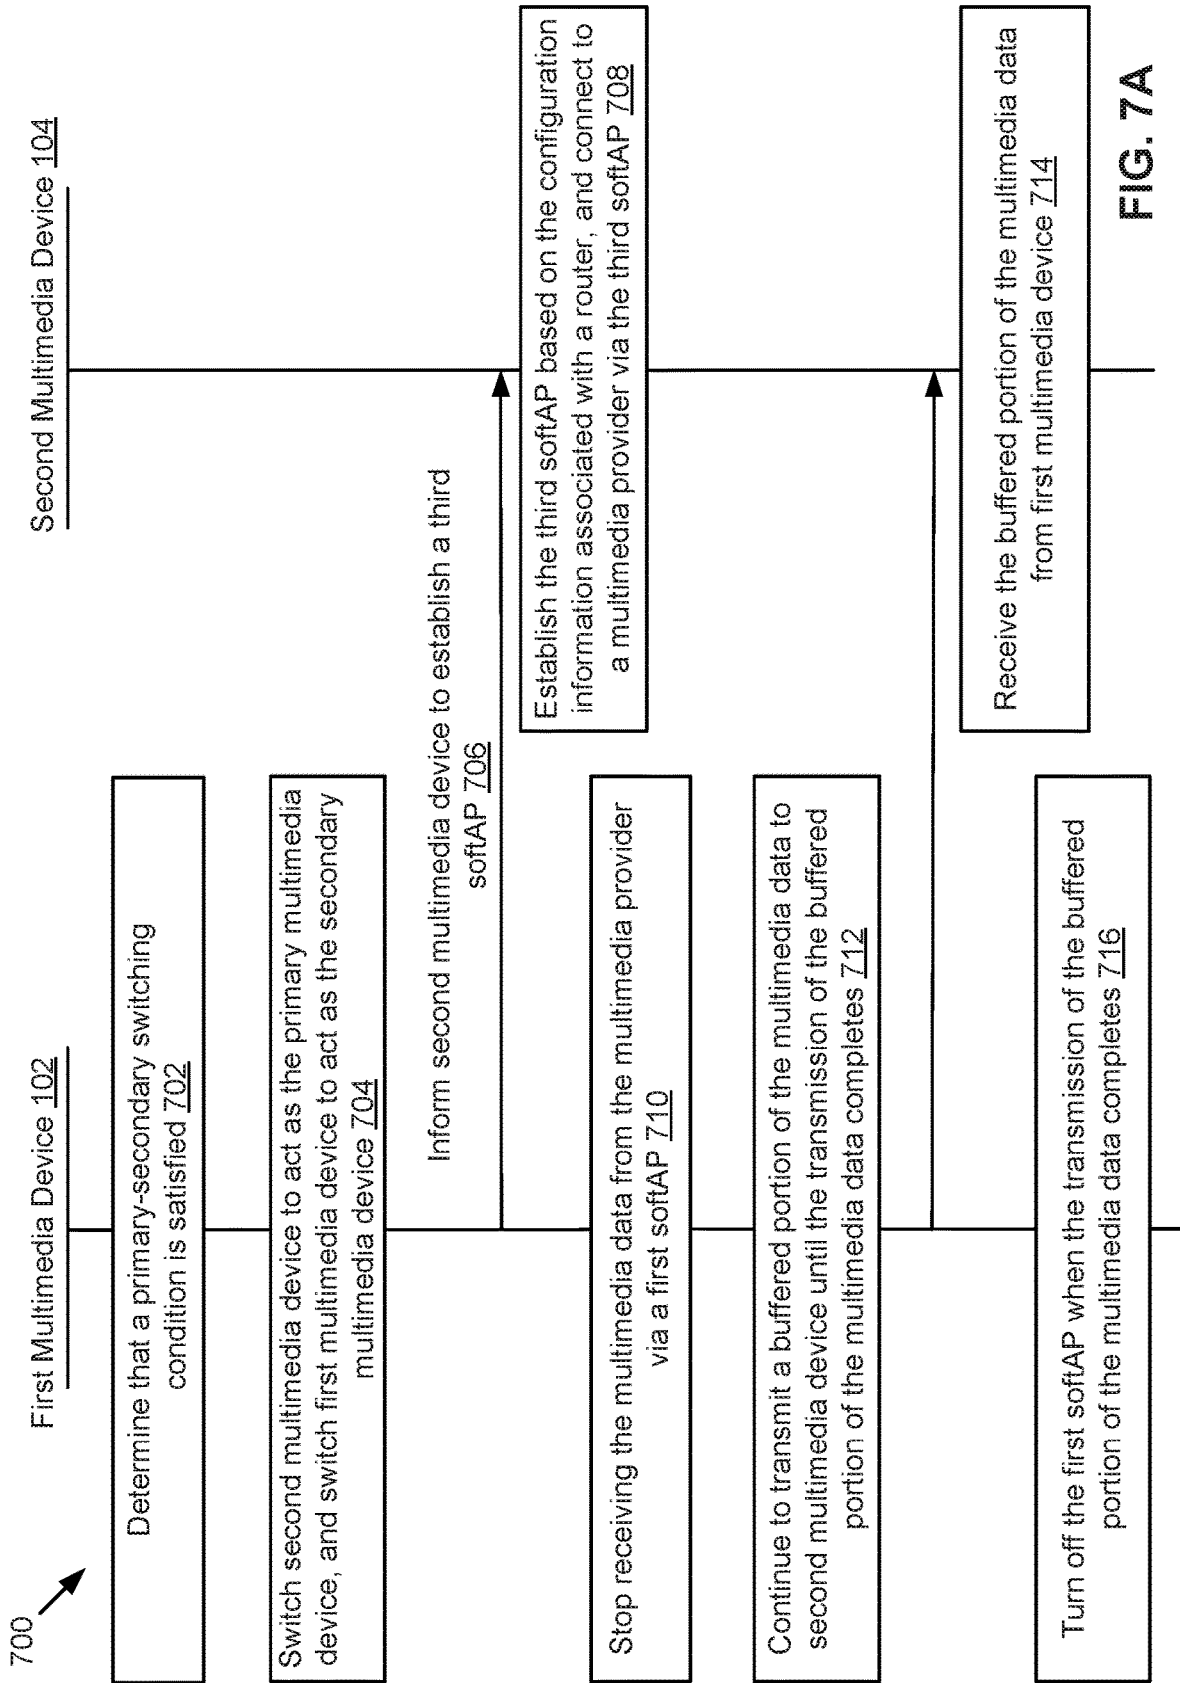 700
First Multimedia Device 102
Second Multimedia Device 104
Determine that a primary-secondary switching
condition is satisfied 702
Switch second multimedia device to act as the primary multimedia
device, and switch first multimedia device to act as the secondary
multimedia device 704
Inform second multimedia device to establish a third
softAP 706
Establish the third softAP based on the configuration
information associated with a router, and connect to
a multimedia provider via the third softAP 708
Stop receiving the multimedia data from the multimedia provider
via a first softAP 710
Continue to transmit a buffered portion of the multimedia data to
second multimedia device until the transmission of the buffered
portion of the multimedia data completes 712
Receive the buffered portion of the multimedia data
from first multimedia device 714
Turn off the first softAP when the transmission of the buffered
portion of the multimedia data completes 716
FIG. 7A